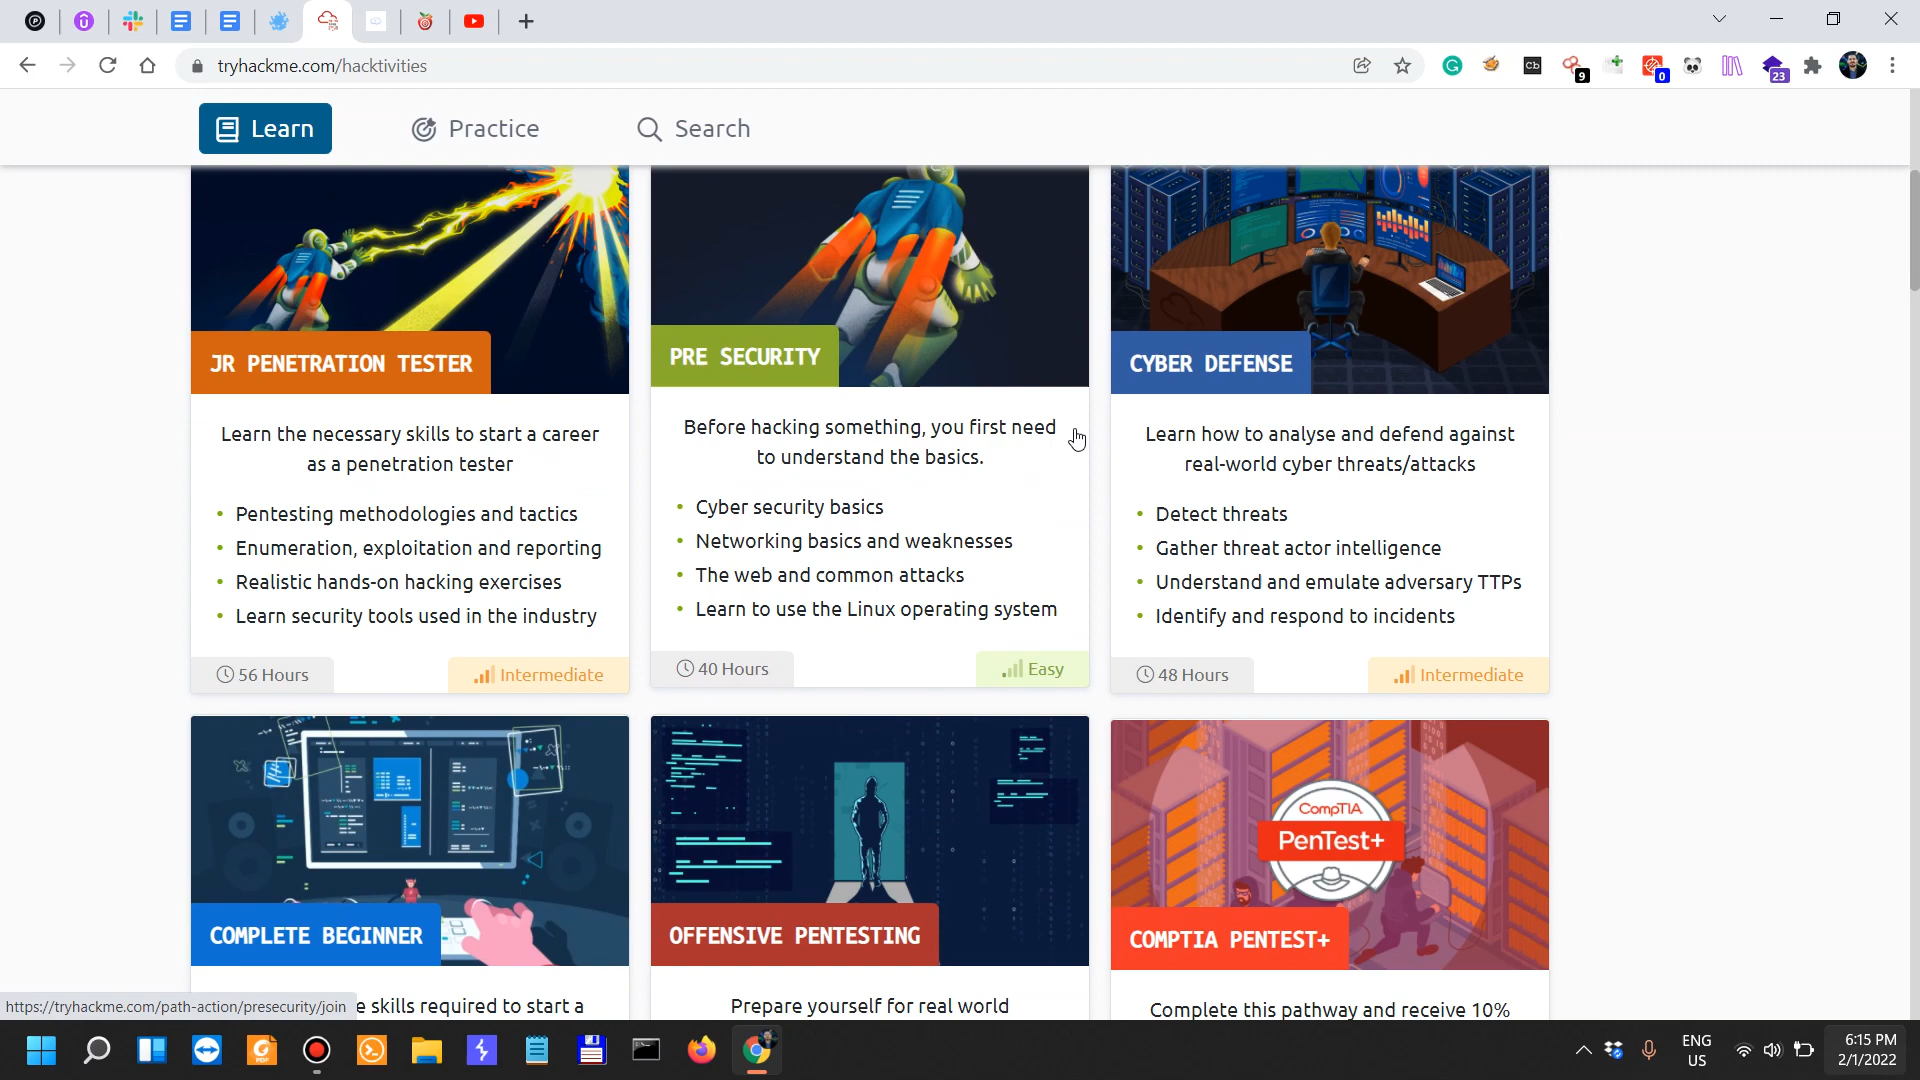 tryhackme.com/hacktivities
9
0
23
Cb
Learn
Practice
Search
JR PENETRATION TESTER
Learn the necessary skills to start a career
as a penetration tester
• Pentesting methodologies and tactics
• Enumeration, exploitation and reporting
• Realistic hands-on hacking exercises
• Learn security tools used in the industry
56 Hours
Intermediate
PRE SECURITY
Before hacking something, you first need
to understand the basics.
• Cyber security basics
• Networking basics and weaknesses
• The web and common attacks
• Learn to use the Linux operating system
40 Hours
Easy
CYBER DEFENSE
Learn how to analyse and defend against
real-world cyber threats/attacks
• Detect threats
• Gather threat actor intelligence
• Understand and emulate adversary TTPs
• Identify and respond to incidents
48 Hours
Intermediate
COMPLETE BEGINNER
e skills required to start a
OFFENSIVE PENTESTING
Prepare yourself for real world
CompTIA
PenTest+
COMPTIA PENTEST+
Complete this pathway and receive 10%
https://tryhackme.com/path-action/presecurity/join
PDF
ENG
US
6:15 PM
2/1/2022